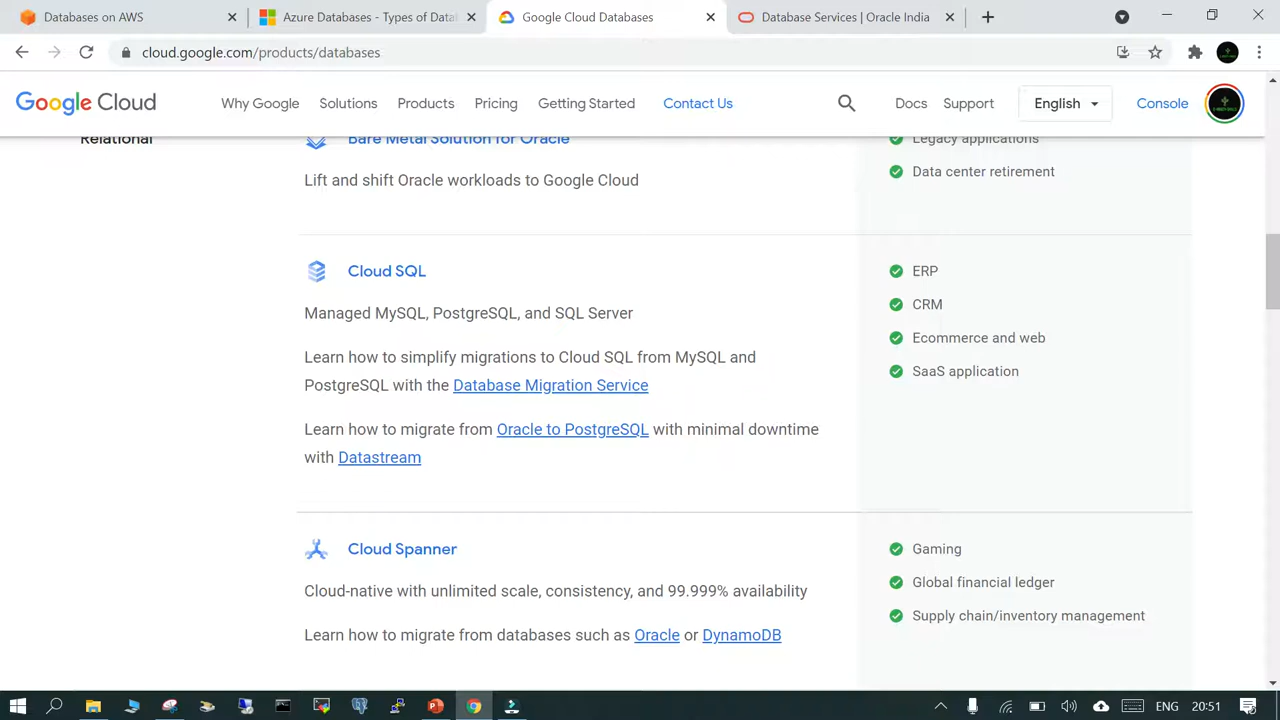 Databases on AWS
Azure Databases - Types of Data
Google Cloud Databases
Database Services | Oracle India
cloud.google.com/products/databases
Google Cloud
Why Google
Solutions
Products
Pricing
Getting Started
Contact Us
Docs
Support
English
Console
Relational
Bare Metal Solution for Oracle
Legacy applications
Lift and shift Oracle workloads to Google Cloud
Data center retirement
Cloud SQL
ERP
Managed MySQL, PostgreSQL, and SQL Server
CRM
Learn how to simplify migrations to Cloud SQL from MySQL and
PostgreSQL with the Database Migration Service
Ecommerce and web
SaaS application
Learn how to migrate from Oracle to PostgreSQL with minimal downtime
with Datastream
Cloud Spanner
Gaming
Cloud-native with unlimited scale, consistency, and 99.999% availability
Global financial ledger
Learn how to migrate from databases such as Oracle or DynamoDB
Supply chain/inventory management
ENG
20:51